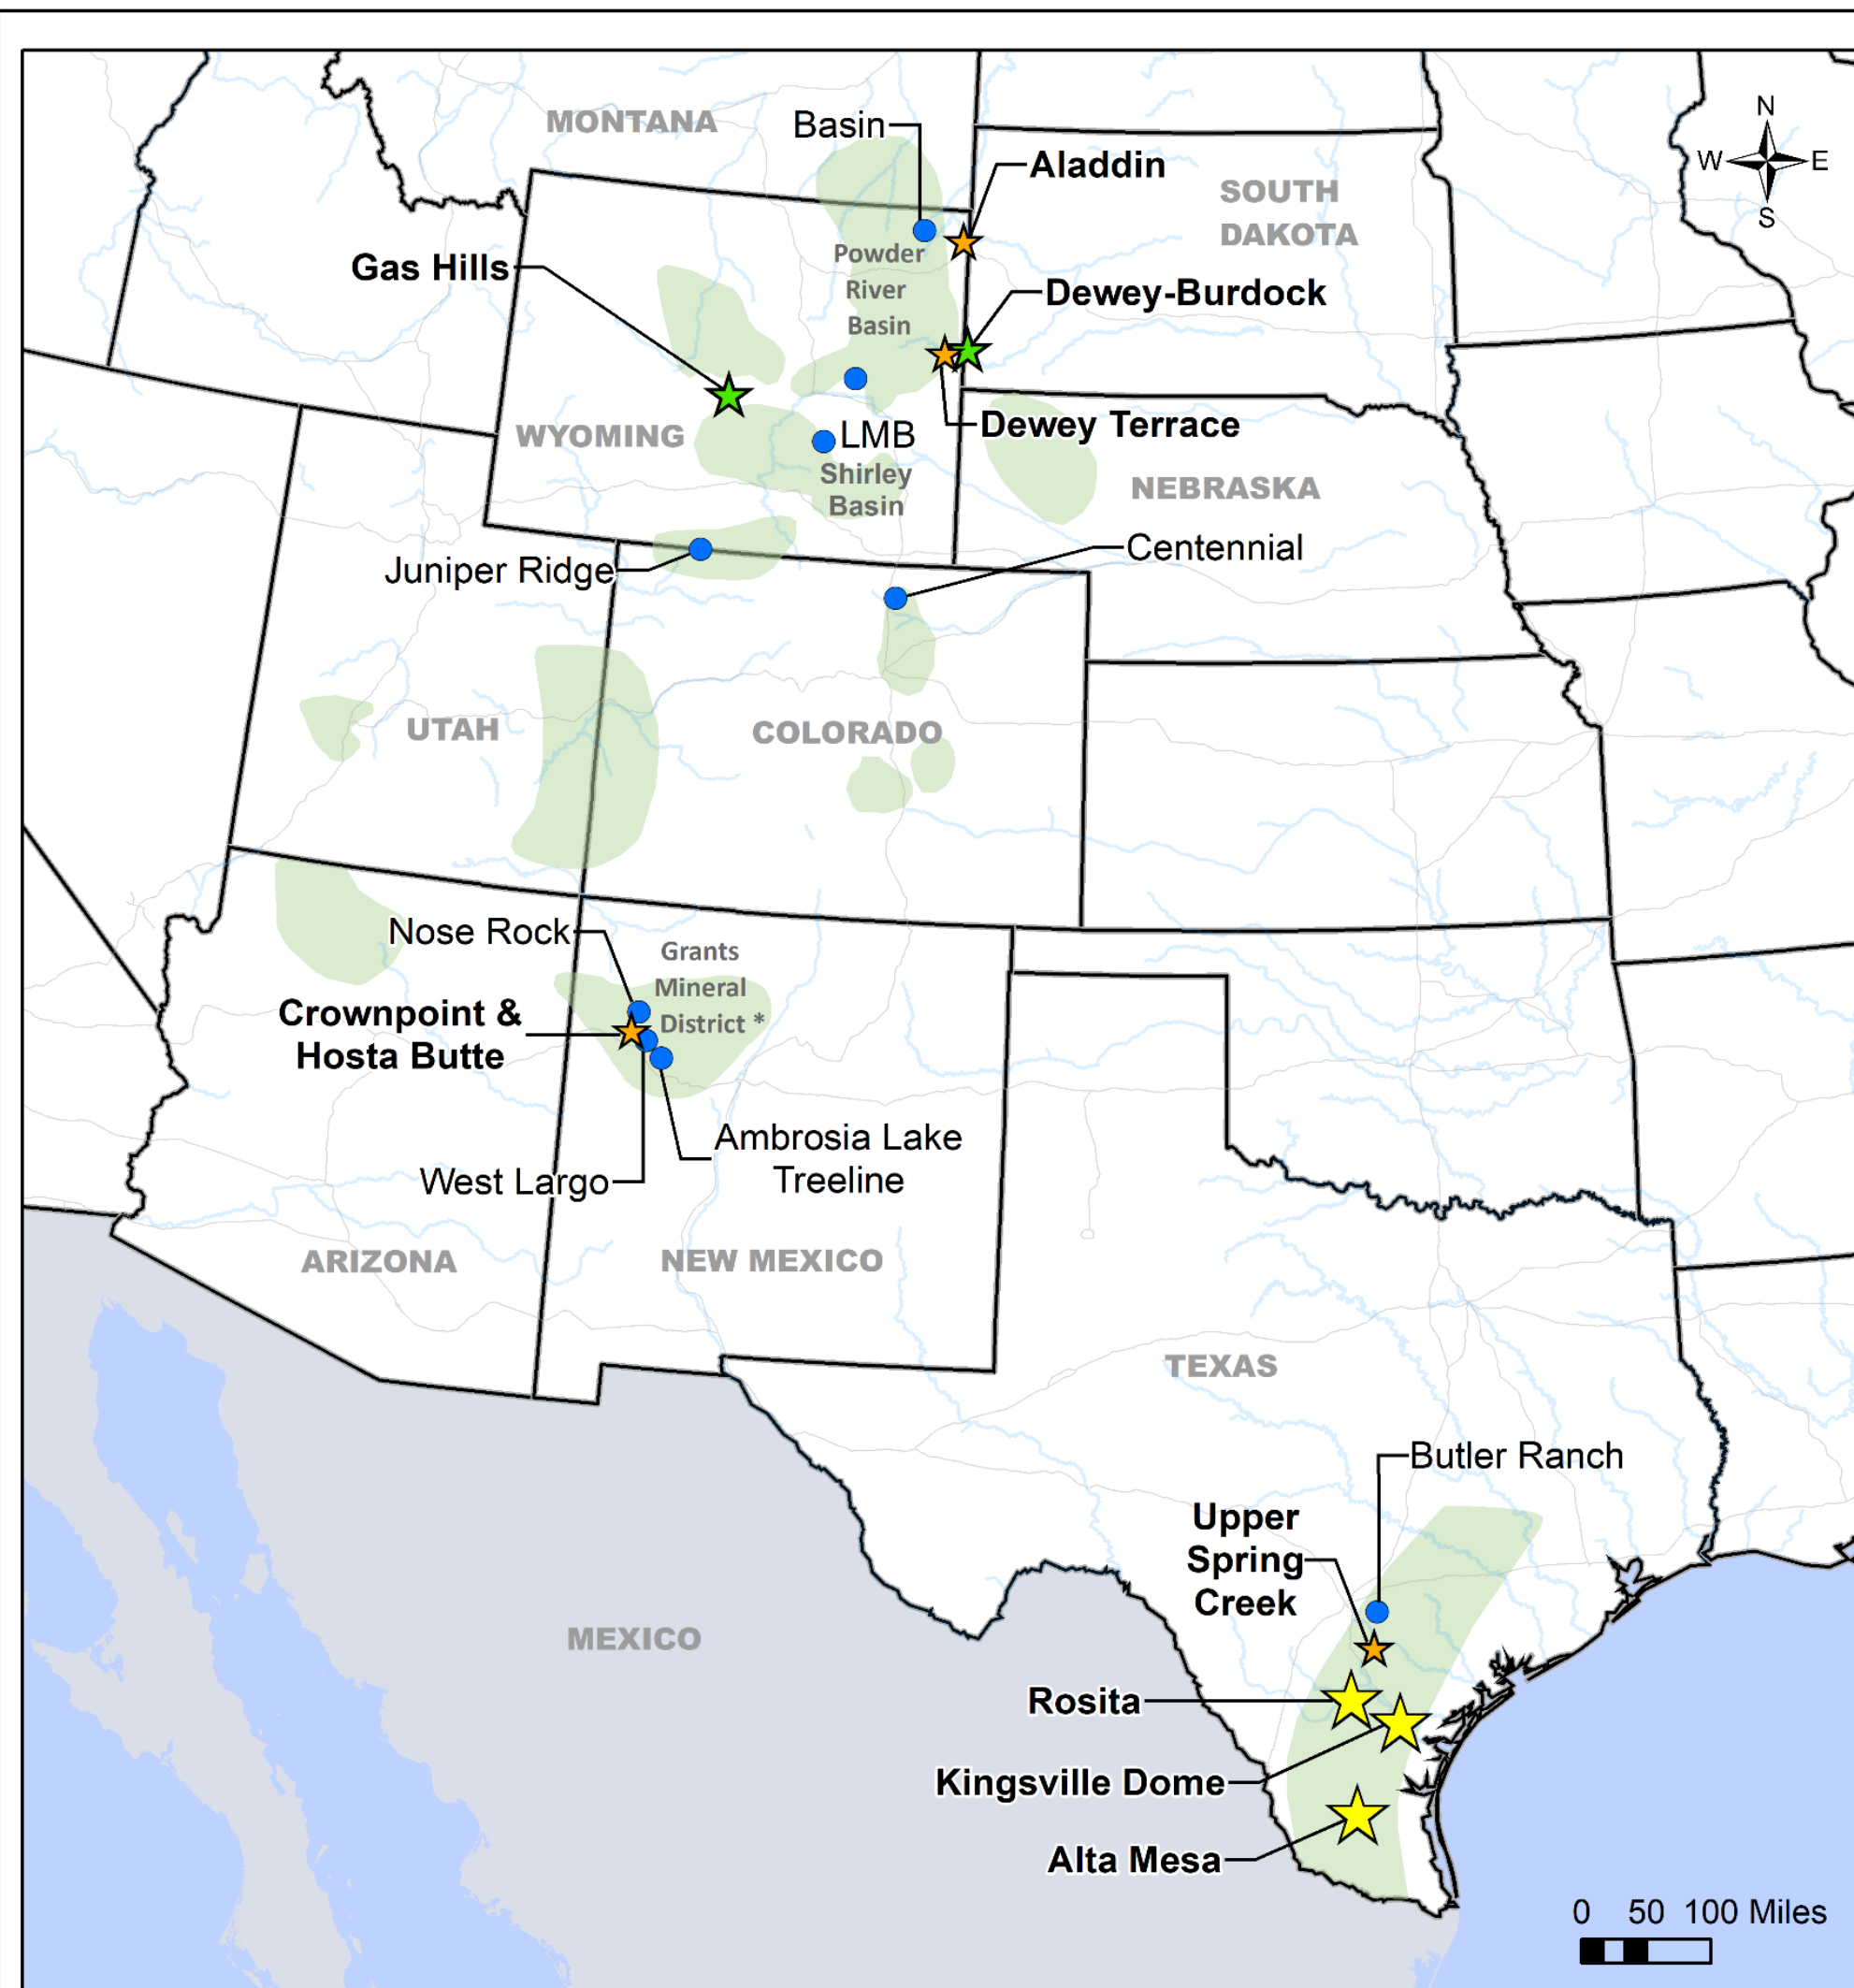 MONTANA
Basin
Aladdin
N
W
E
S
SOUTH
DAKOTA
Gas Hills
Powder
River
Basin
Dewey-Burdock
Dewey Terrace
WYOMING
LMB
Shirley
Basin
NEBRASKA
Juniper Ridge
Centennial
UTAH
COLORADO
Nose Rock
Grants
Mineral
District *
Crownpoint &
Hosta Butte
Ambrosia Lake
Treeline
West Largo
ARIZONA
NEW MEXICO
TEXAS
Butler Ranch
Upper
Spring
Creek
MEXICO
Rosita
Kingsville Dome
Alta Mesa
0 50 100 Miles